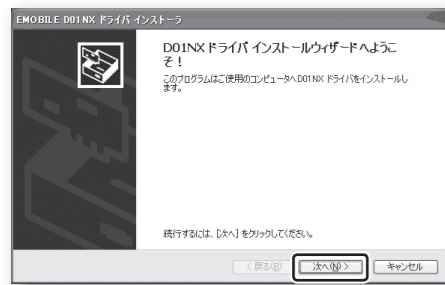 EMOBILE D01NX ドライバ インストーラ
D01NXドライバ インストールウィザードへようこ
そ!
このプログラムはご使用のコンピュータへD01NX ドライバをインストールし
ます。
続行するには、[次へ] をクリックしてください。
< 戻る(B)
次へ(N) >
キャンセル